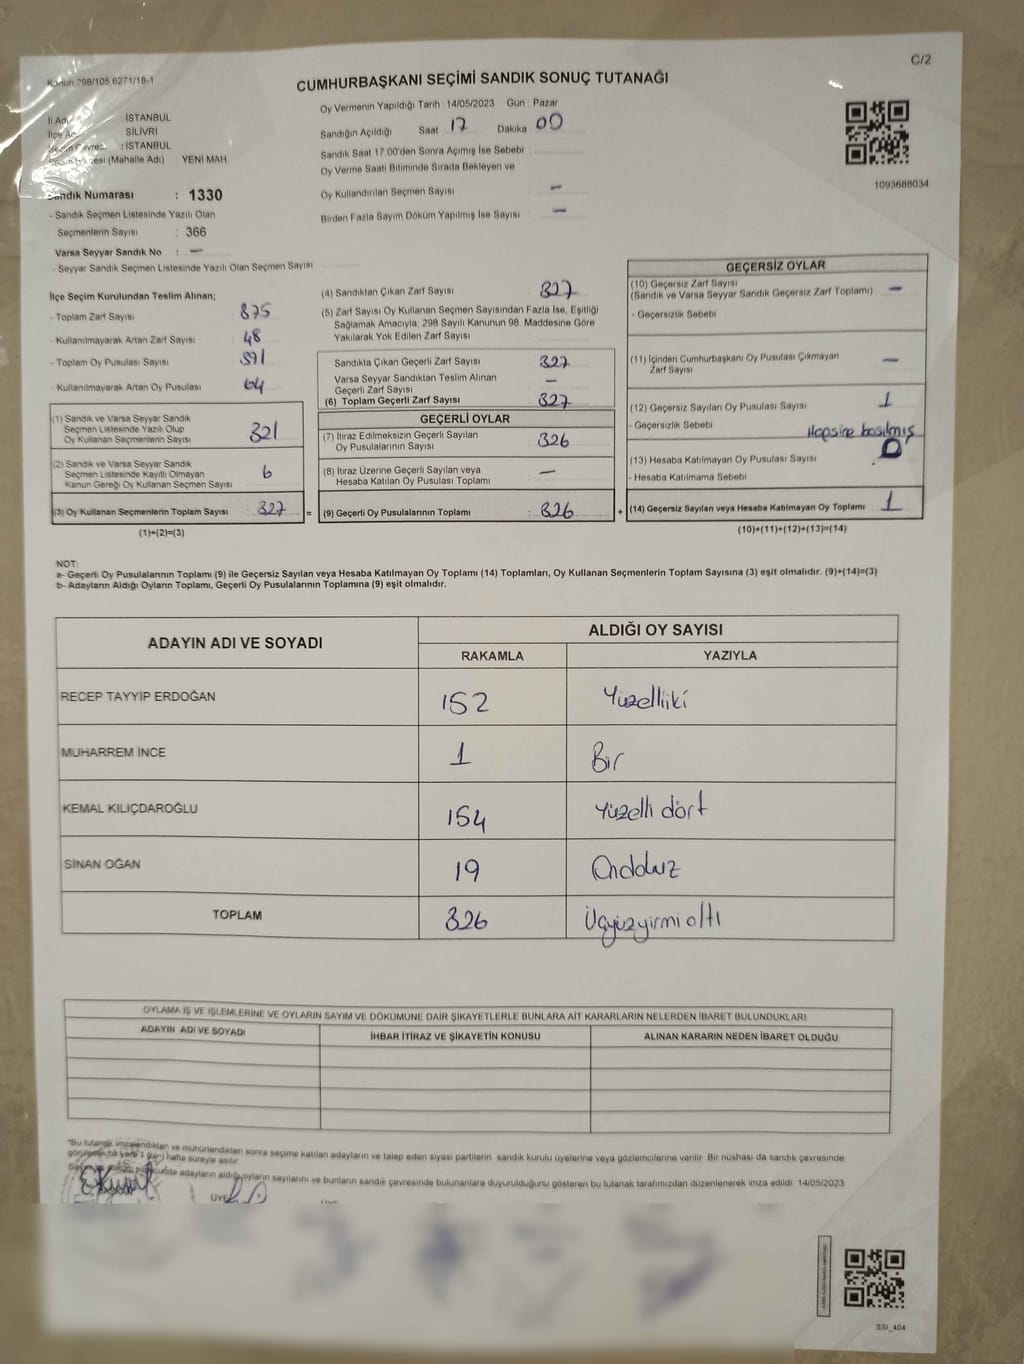 C/2
Kanun 298/105,6271/18-1
CUMHURBAŞKANI SEÇİMİ SANDIK SONUÇ TUTANAĞI
İl Adı : İSTANBUL
İlçe Adı : SİLİVRİ
Seçim Çevresi : İSTANBUL
Seçim Bölgesi (Mahalle Adı) : YENİ MAH.
Sandık Numarası : 1330
- Sandık Seçmen Listesinde Yazılı Olan
Seçmenlerin Sayısı : 366
Varsa Seyyar Sandık No : —
- Seyyar Sandık Seçmen Listesinde Yazılı Olan Seçmen Sayısı
Oy Vermenin Yapıldığı Tarih : 14/05/2023 Gün : Pazar
Sandığın Açıldığı Saat 17 Dakika 00
Sandık Saat 17:00'den Sonra Açımış İse Sebebi
Oy Verme Saati Bitiminde Sırada Bekleyen ve
Oy Kullandırılan Seçmen Sayısı —
Birden Fazla Sayım Döküm Yapılmış İse Sayısı —
1093688034
İlçe Seçim Kurulundan Teslim Alınan;
- Toplam Zarf Sayısı : 375
- Kullanılmayarak Artan Zarf Sayısı : 48
- Toplam Oy Pusulası Sayısı : 391
- Kullanılmayarak Artan Oy Pusulası : 64
(1) Sandık ve Varsa Seyyar Sandık
Seçmen Listesinde Yazılı Olup
Oy Kullanan Seçmenlerin Sayısı 321
(2) Sandık ve Varsa Seyyar Sandık
Seçmen Listesinde Kayıtlı Olmayan
Kanun Gereği Oy Kullanan Seçmen Sayısı 6
(3) Oy Kullanan Seçmenlerin Toplam Sayısı : 327 =
(1)+(2)=(3)
(4) Sandıktan Çıkan Zarf Sayısı : 327
(5) Zarf Sayısı Oy Kullanan Seçmen Sayısından Fazla İse, Eşitliği
Sağlamak Amacıyla; 298 Sayılı Kanunun 98. Maddesine Göre
Yakılarak Yok Edilen Zarf Sayısı
Sandıkta Çıkan Geçerli Zarf Sayısı : 327
Varsa Seyyar Sandıktan Teslim Alınan
Geçerli Zarf Sayısı —
(6) Toplam Geçerli Zarf Sayısı : 327
GEÇERLİ OYLAR
(7) İtiraz Edilmeksizin Geçerli Sayılan
Oy Pusulasının Sayısı : 326
(8) İtiraz Üzerine Geçerli Sayılan veya
Hesaba Katılan Oy Pusulası Toplamı : —
(9) Geçerli Oy Pusulalarının Toplamı : 326 +
GEÇERSİZ OYLAR
(10) Geçersiz Zarf Sayısı
(Sandık ve Varsa Seyyar Sandık Geçersiz Zarf Toplamı) —
- Geçersizlik Sebebi :
(11) İçinden Cumhurbaşkanı Oy Pusulası Çıkmayan
Zarf Sayısı —
(12) Geçersiz Sayılan Oy Pusulası Sayısı 1
- Geçersizlik Sebebi : Hepsine basılmış
(13) Hesaba Katılmayan Oy Pusulası Sayısı 0
- Hesaba Katılmama Sebebi :
(14) Geçersiz Sayılan veya Hesaba Katılmayan Oy Toplamı : 1
(10)+(11)+(12)+(13)=(14)
NOT:
a- Geçerli Oy Pusulalarının Toplamı (9) ile Geçersiz Sayılan veya Hesaba Katılmayan Oy Toplamı (14) Toplamları, Oy Kullanan Seçmenlerin Toplam Sayısına (3) eşit olmalıdır. (9)+(14)=(3)
b- Adayların Aldığı Oyların Toplamı, Geçerli Oy Pusulalarının Toplamına (9) eşit olmalıdır.
ADAYIN ADI VE SOYADI
ALDIĞI OY SAYISI
RAKAMLA YAZIYLA
RECEP TAYYİP ERDOĞAN 152 Yüzelliiki
MUHARREM İNCE 1 Bir
KEMAL KILIÇDAROĞLU 154 Yüzelli dört
SİNAN OĞAN 19 Ondokuz
TOPLAM 326 Üçyüzyirmialtı
OYLAMA İŞ VE İŞLEMLERİNE VE OYLARIN SAYIM VE DÖKÜMÜNE DAİR ŞİKAYETLERLE BUNLARA AİT KARARLARIN NELERDEN İBARET BULUNDUKLARI
ADAYIN ADI VE SOYADI İHBAR İTİRAZ VE ŞİKAYETİN KONUSU ALINAN KARARIN NEDEN İBARET OLDUĞU
*Bu tutanak imzalandıktan ve mühürlendikten sonra seçime katılan adayların ve talep eden siyasi partilerin sandık kurulu üyelerine veya gözlemcilerine verilir. Bir nüshası da sandık çevresinde
görülebilir bir yere 1 (bir) hafta süreyle asılır.
sonucunda adayların aldığı oyların sayılarını ve bunların sandık çevresinde bulunanlara duyurulduğunu gösteren bu tutanak tarafımızdan düzenlenerek imza edildi. 14/05/2023
ÜYE
SSI_404